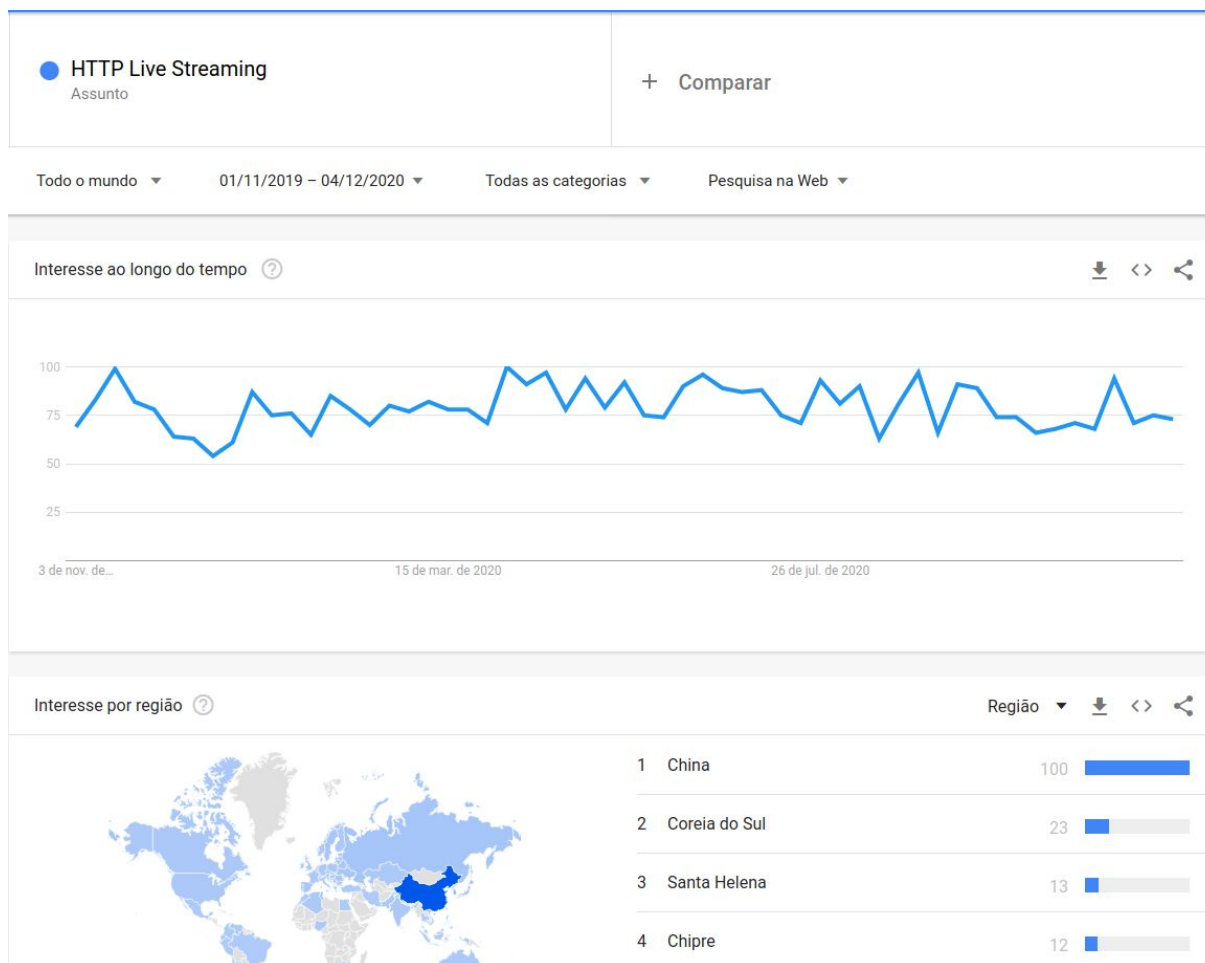 HTTP Live Streaming
Assunto
+ Comparar
Todo o mundo
01/11/2019 – 04/12/2020
Todas as categorias
Pesquisa na Web
Interesse ao longo do tempo ?
100
75
50
25
3 de nov. de…
15 de mar. de 2020
26 de jul. de 2020
Interesse por região ?
Região
1 China 100
2 Coreia do Sul 23
3 Santa Helena 13
4 Chipre 12